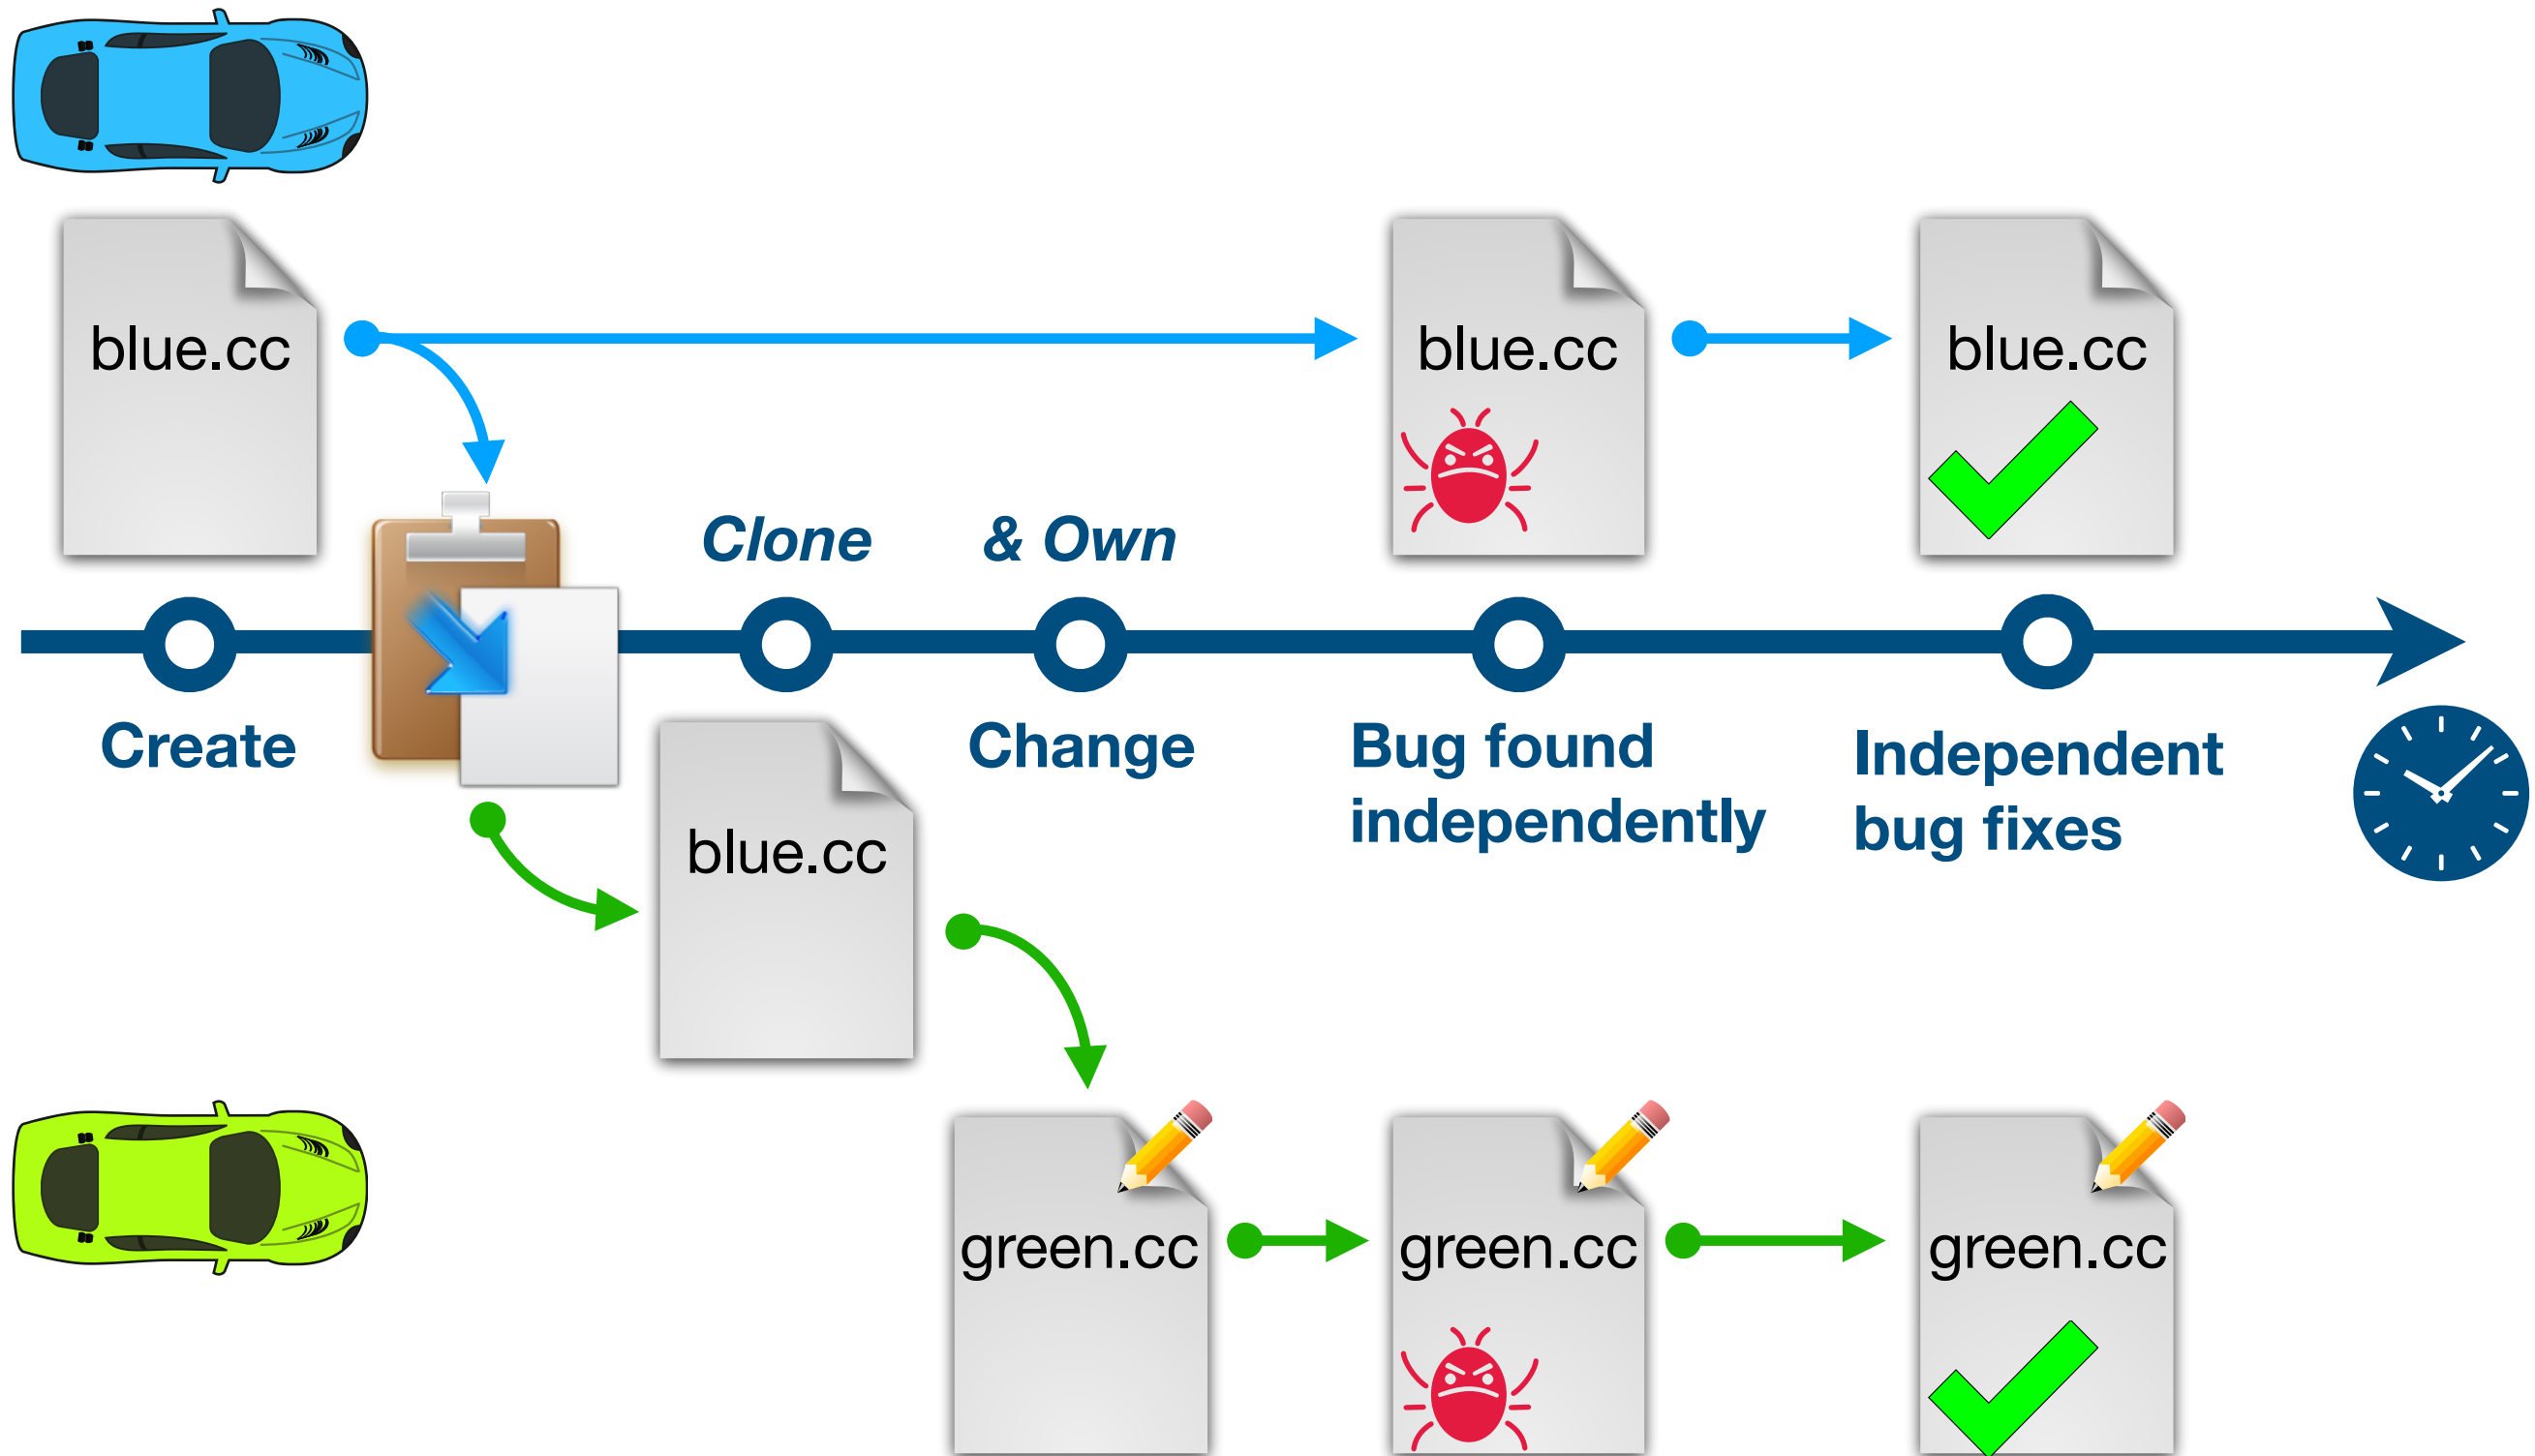 blue.cc
blue.cc
blue.cc
Clone
& Own
Create
Change
Bug found
independently
Independent
bug fixes
blue.cc
green.cc
green.cc
green.cc